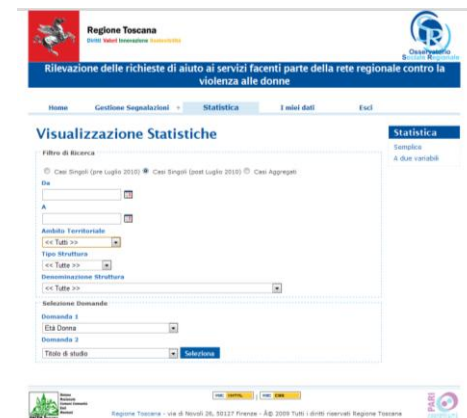 Regione Toscana
Diritti Valori Innovazione Sostenibilità
Osservatorio
Sociale Regionale
Rilevazione delle richieste di aiuto ai servizi facenti parte della rete regionale contro la
violenza alle
donne
Home Gestione Segnalazioni Statistica I miei dati Esci
Visualizzazione Statistiche
Statistica
Semplice
A due variabili
Filtro di Ricerca
Casi Singoli (pre Luglio 2010) Casi Singoli (post Luglio 2010) Casi Aggregati
Da
A
Ambito Territoriale
<< Tutti >>
Tipo Struttura
<< Tutte >>
Denominazione Struttura
<< Tutte >>
Selezione Domande
Domanda 1
Età Donna
Domanda 2
Titolo di studio Seleziona
Regione Toscana - via di Novoli 26, 50127 Firenze - Â© 2009 Tutti i diritti riservati Regione Toscana
PARI